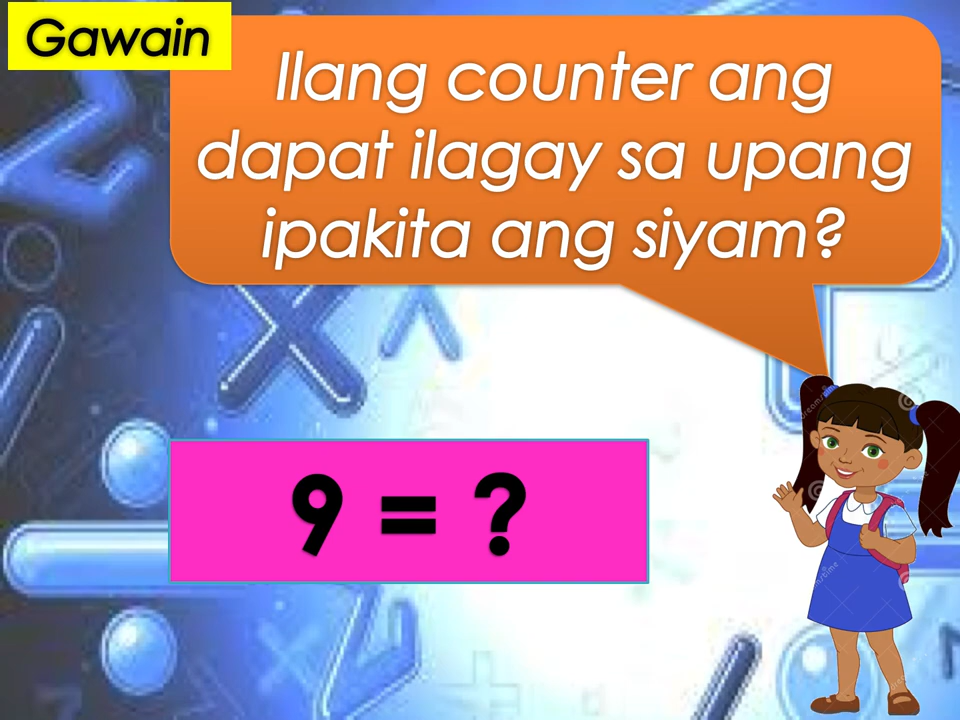 Gawain
Ilang counter ang
dapat ilagay sa upang
ipakita ang siyam?
9 = ?